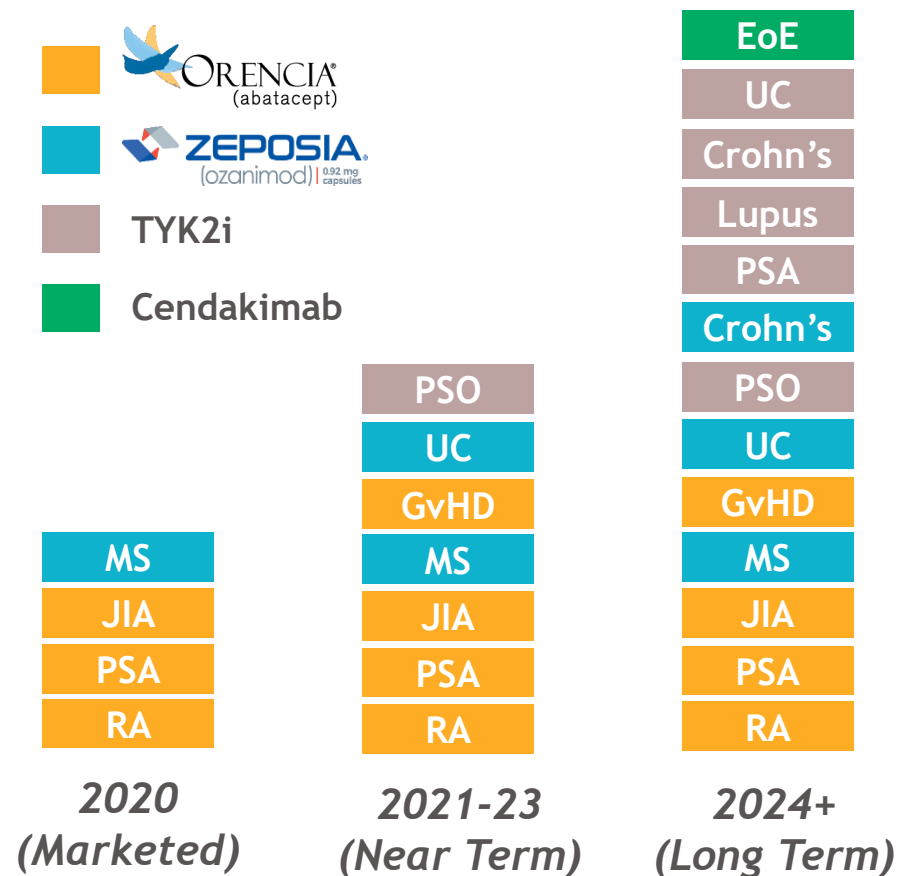 ORENCIA®
(abatacept)
ZEPOSIA®
(ozanimod) | 0.92 mg capsules
TYK2i
Cendakimab
MS
JIA
PSA
RA
2020
(Marketed)
PSO
UC
GvHD
MS
JIA
PSA
RA
2021-23
(Near Term)
EoE
UC
Crohn’s
Lupus
PSA
Crohn’s
PSO
UC
GvHD
MS
JIA
PSA
RA
2024+
(Long Term)